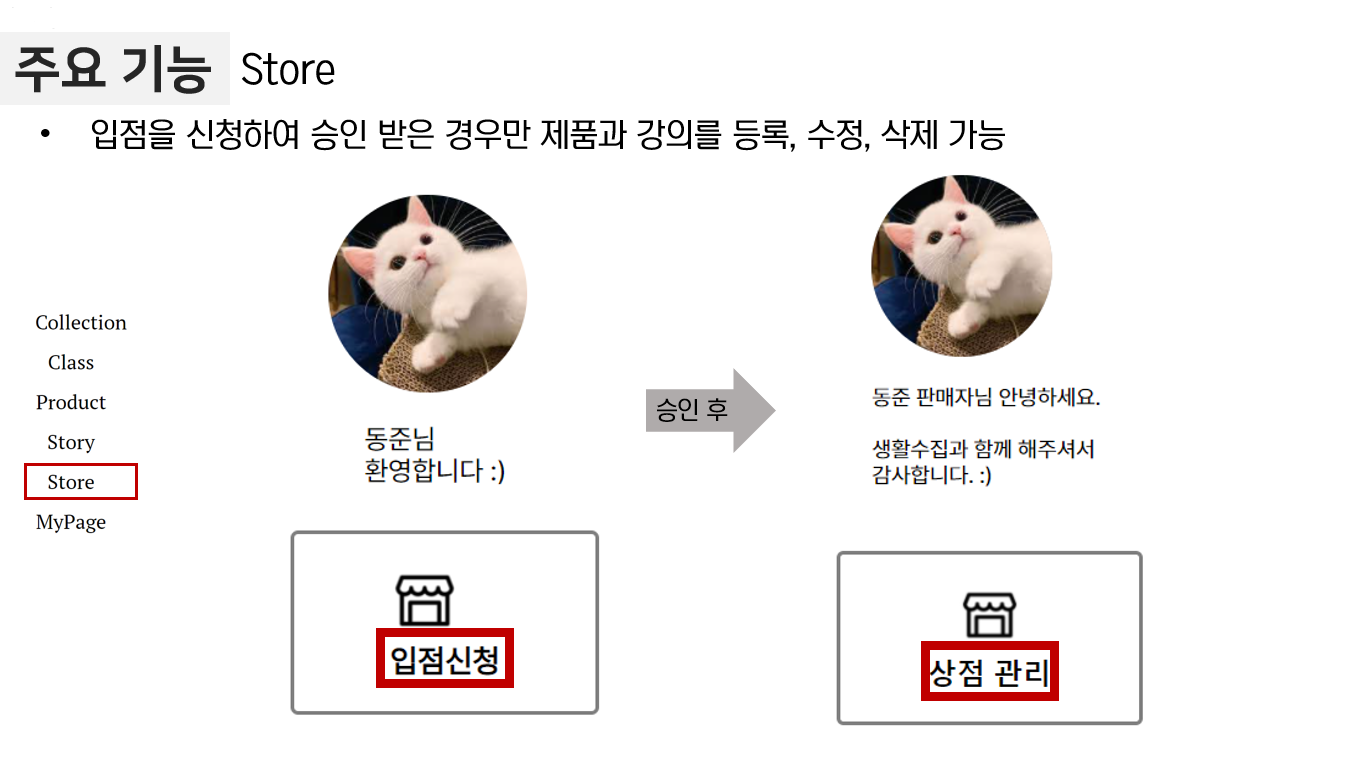 주요 기능 Store
• 입점을 신청하여 승인 받은 경우만 제품과 강의를 등록, 수정, 삭제 가능
Collection
Class
Product
Story
Store
MyPage
동준님
환영합니다 :)
입점신청
승인 후
동준 판매자님 안녕하세요.
생활수집과 함께 해주셔서
감사합니다. :)
상점 관리